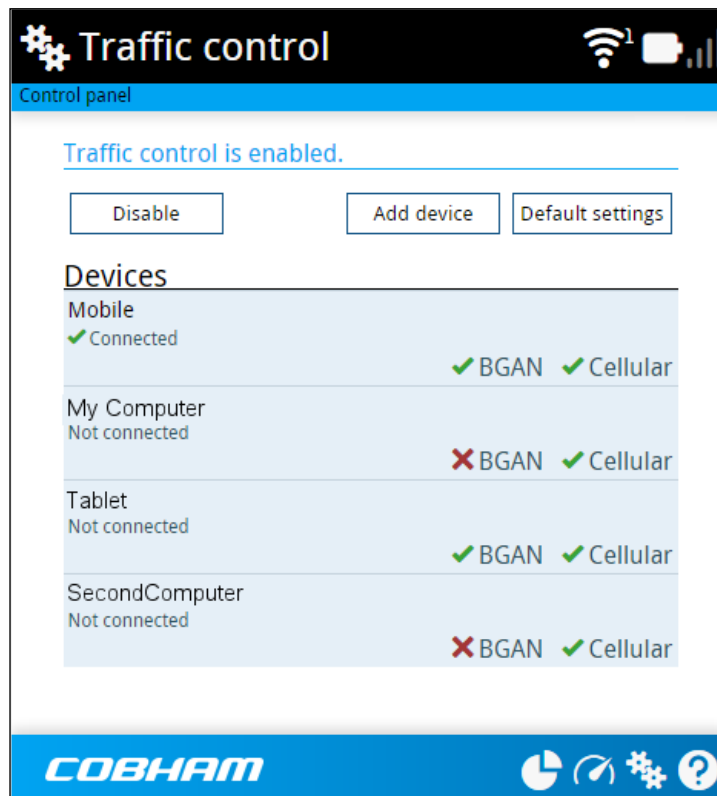 Traffic control 1
Control panel
Traffic control is enabled.
Disable Add device Default settings
Devices
Mobile
Connected
BGAN Cellular
My Computer
Not connected
BGAN Cellular
Tablet
Not connected
BGAN Cellular
SecondComputer
Not connected
BGAN Cellular
COBHAM ?